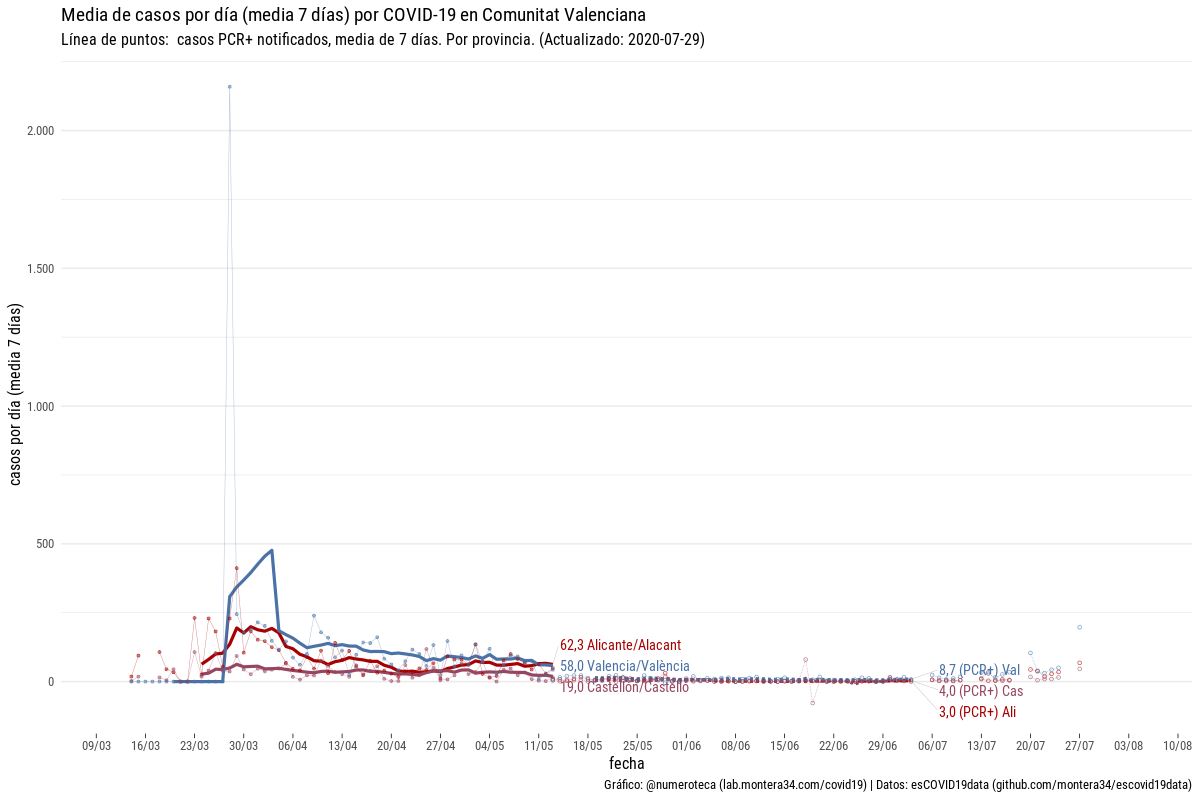 Media de casos por día (media 7 días) por COVID-19 en Comunitat Valenciana
Línea de puntos:  casos PCR+ notificados, media de 7 días. Por provincia. (Actualizado: 2020-07-29)
casos por día (media 7 días)
2.000
1.500
1.000
500
0
62,3 Alicante/Alacant
58,0 Valencia/València
19,0 Castellón/Castelló
8,7 (PCR+) Val
4,0 (PCR+) Cas
3,0 (PCR+) Ali
09/03 16/03 23/03 30/03 06/04 13/04 20/04 27/04 04/05 11/05 18/05 25/05 01/06 08/06 15/06 22/06 29/06 06/07 13/07 20/07 27/07 03/08 10/08
fecha
Gráfico: @numeroteca (lab.montera34.com/covid19) | Datos: esCOVID19data (github.com/montera34/escovid19data)